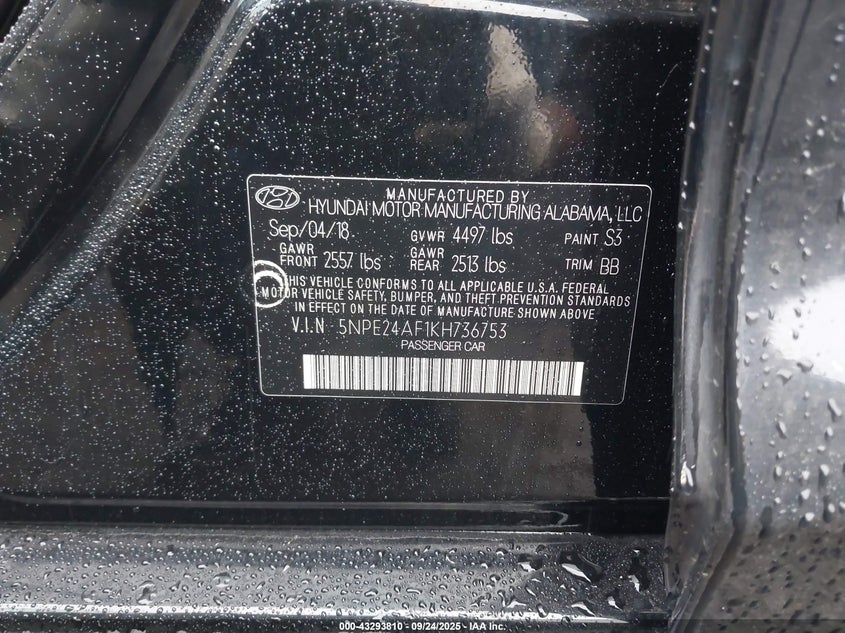 MANUFACTURED BY
HYUNDAI MOTOR MANUFACTURING ALABAMA, LLC
Sep/04/18 GVWR 4497 lbs PAINT S3
GAWR FRONT 2557 lbs GAWR REAR 2513 lbs TRIM BB
THIS VEHICLE CONFORMS TO ALL APPLICABLE U.S.A. FEDERAL
MOTOR VEHICLE SAFETY, BUMPER, AND THEFT PREVENTION STANDARDS
IN EFFECT ON THE DATE OF MANUFACTURE SHOWN ABOVE.
V.I.N 5NPE24AF1KH736753
PASSENGER CAR
000-43293810 - 09/24/2025 - IAA Inc.